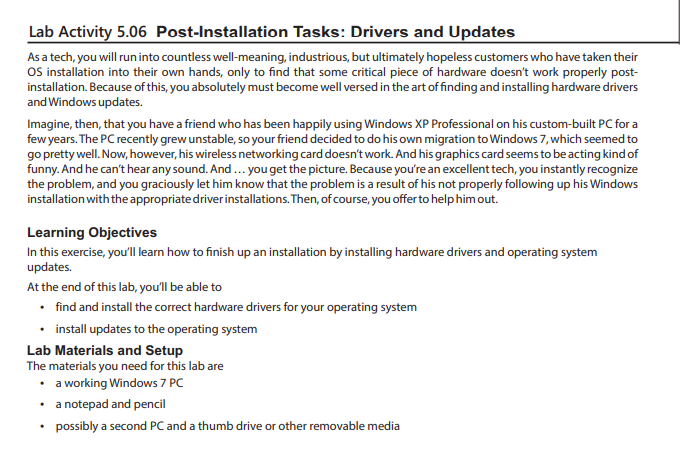 Lab Activity 5.06 Post-Installation Tasks: Drivers and Updates
As a tech, you will run into countless well-meaning, industrious, but ultimately hopeless customers who have taken their
OS installation into their own hands, only to find that some critical piece of hardware doesn't work properly post-
installation. Because of this, you absolutely must become well versed in the art of finding and installing hardware drivers
and Windows updates.
Imagine, then, that you have a friend who has been happily using Windows XP Professional on his custom-built PC for a
few years. The PC recently grew unstable, so your friend decided to do his own migration to Windows 7, which seemed to
go pretty well. Now, however, his wireless networking card doesn't work. And his graphics card seems to be acting kind of
funny. And he can't hear any sound. And … you get the picture. Because you're an excellent tech, you instantly recognize
the problem, and you graciously let him know that the problem is a result of his not properly following up his Windows
installation with the appropriate driver installations. Then, of course, you offer to help him out.
Learning Objectives
In this exercise, you'll learn how to finish up an installation by installing hardware drivers and operating system
updates.
At the end of this lab, you'll be able to
• find and install the correct hardware drivers for your operating system
• install updates to the operating system
Lab Materials and Setup
The materials you need for this lab are
• a working Windows 7 PC
• a notepad and pencil
• possibly a second PC and a thumb drive or other removable media